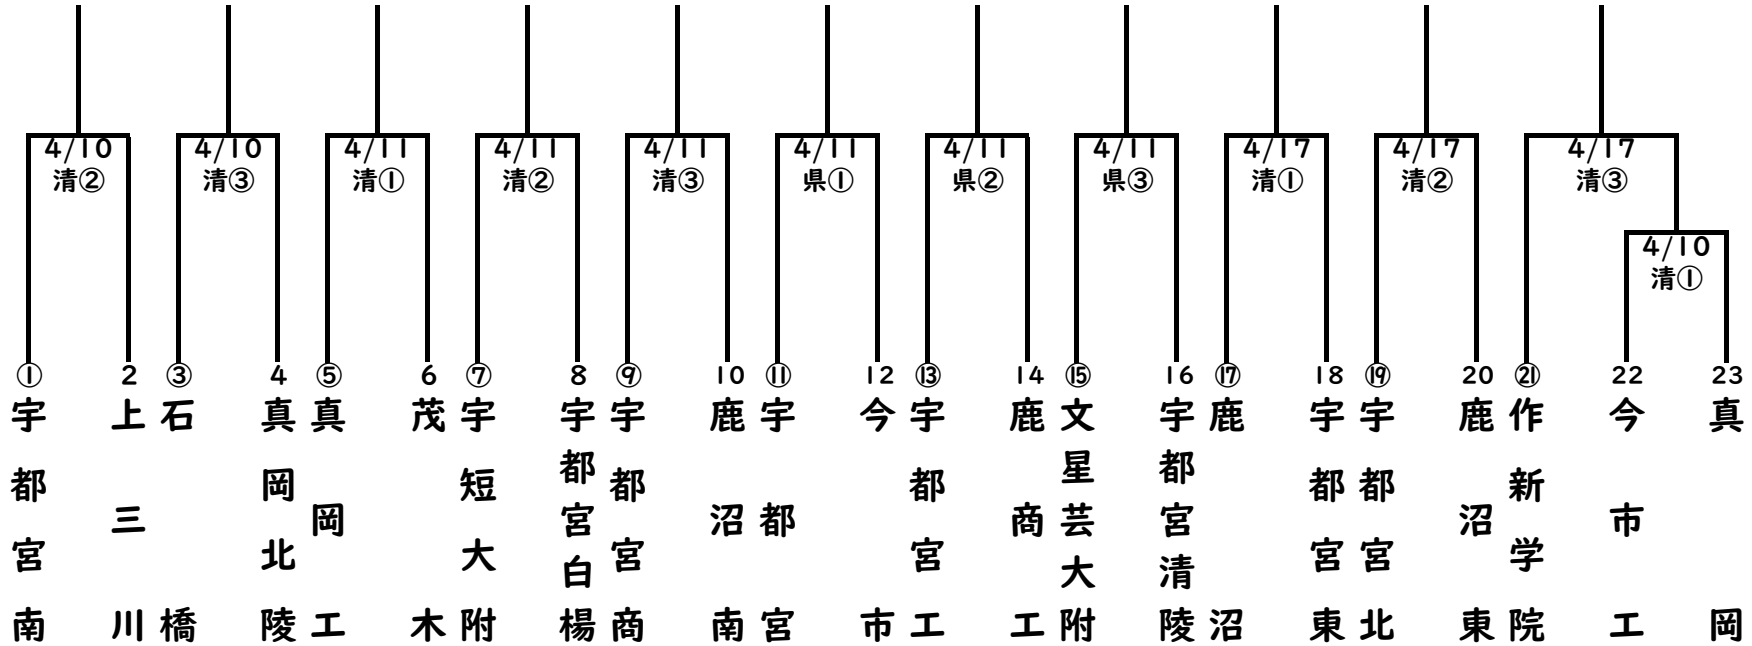 4/10
清②
4/10
清③
4/11
清①
4/11
清②
4/11
清③
4/11
県①
4/11
県②
4/11
県③
4/17
清①
4/17
清②
4/17
清③
4/10
清①
①
宇都宮南
2
上三川
③
石橋
4
真岡北陵
⑤
真岡工
6
茂木
⑦
宇短大附
8
宇都宮白楊
⑨
宇都宮商
10
鹿沼南
⑪
宇都宮
12
今市
⑬
宇都宮工
14
鹿商工
⑮
文星芸大附
16
宇都宮清陵
⑰
鹿沼
18
宇都宮東
⑲
宇都宮北
20
鹿沼東
㉑
作新学院
22
今市工
23
真岡